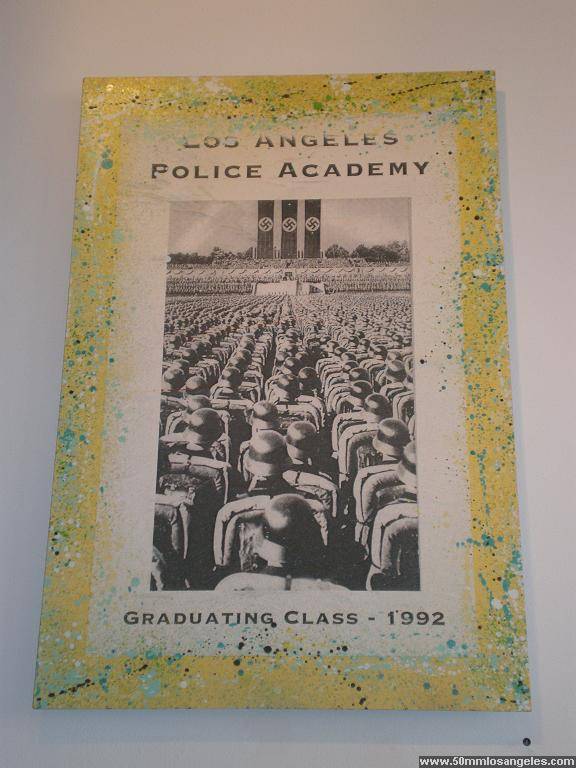 LOS ANGELES
POLICE ACADEMY
GRADUATING CLASS - 1992
www.50mmlosangeles.com